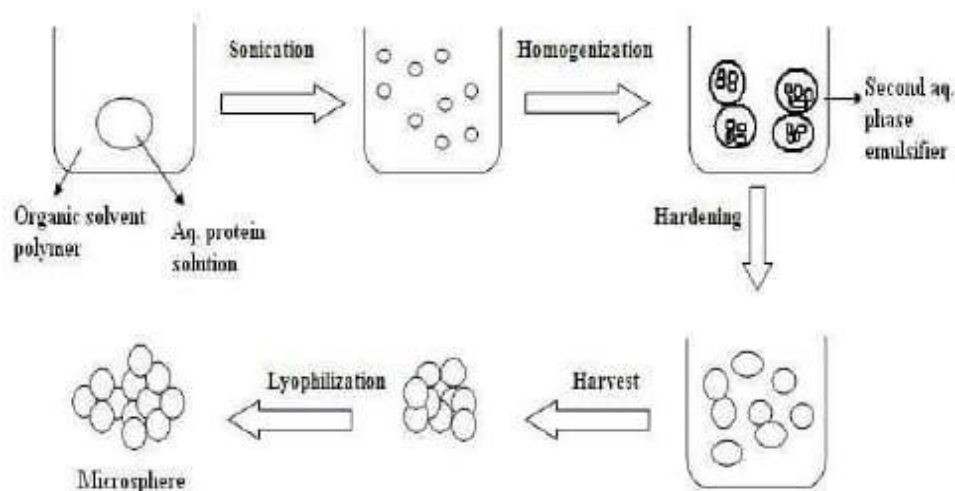 Sonication
Homogenization
Second aq.
phase
emulsifier
Organic solvent
polymer
Aq. protein
solution
Hardening
Lyophilization
Harvest
Microsphere